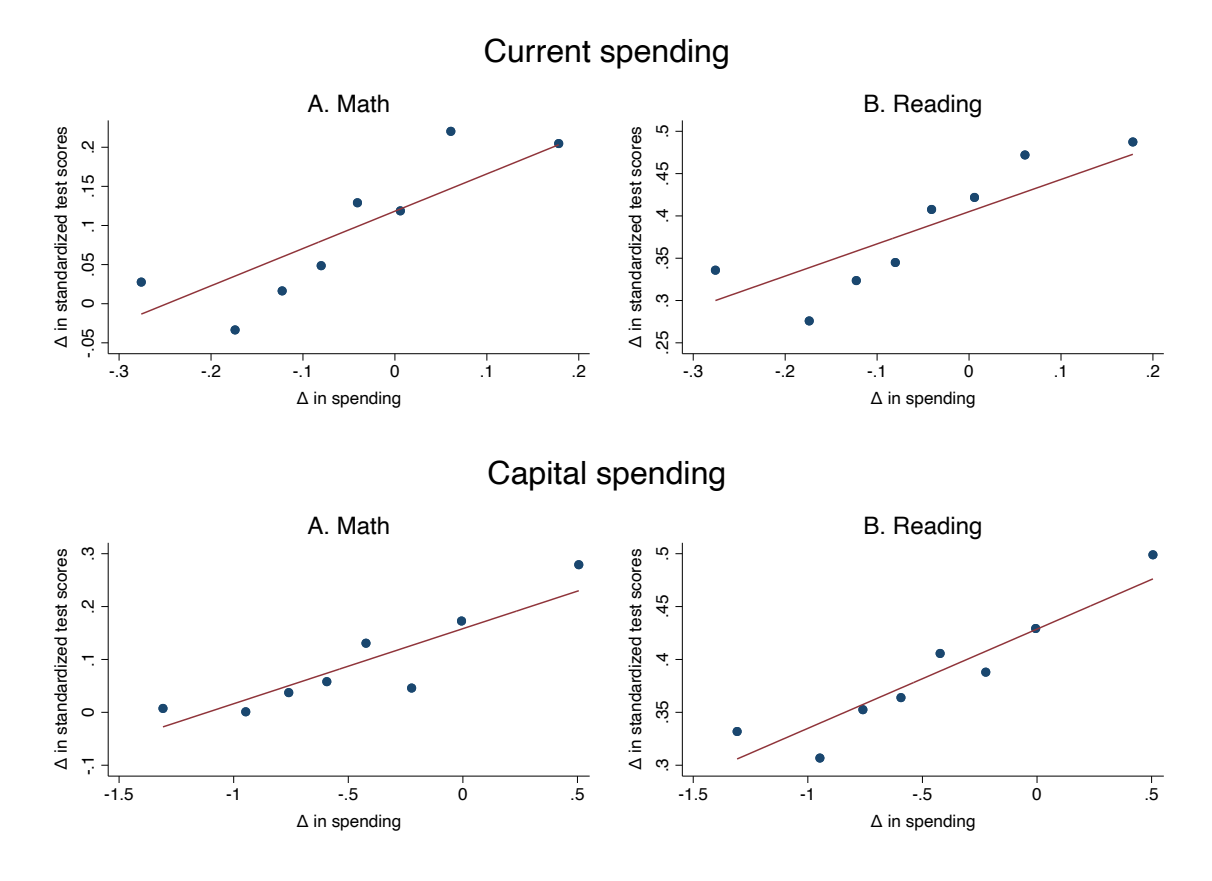 Current spending
A. Math
Δ in standardized test scores
-.05 0 .05 .1 .15 .2
-.3 -.2 -.1 0 .1 .2
Δ in spending
B. Reading
Δ in standardized test scores
.25 .3 .35 .4 .45 .5
-.3 -.2 -.1 0 .1 .2
Δ in spending
Capital spending
A. Math
Δ in standardized test scores
-.1 0 .1 .2 .3
-1.5 -1 -.5 0 .5
Δ in spending
B. Reading
Δ in standardized test scores
.3 .35 .4 .45 .5
-1.5 -1 -.5 0 .5
Δ in spending